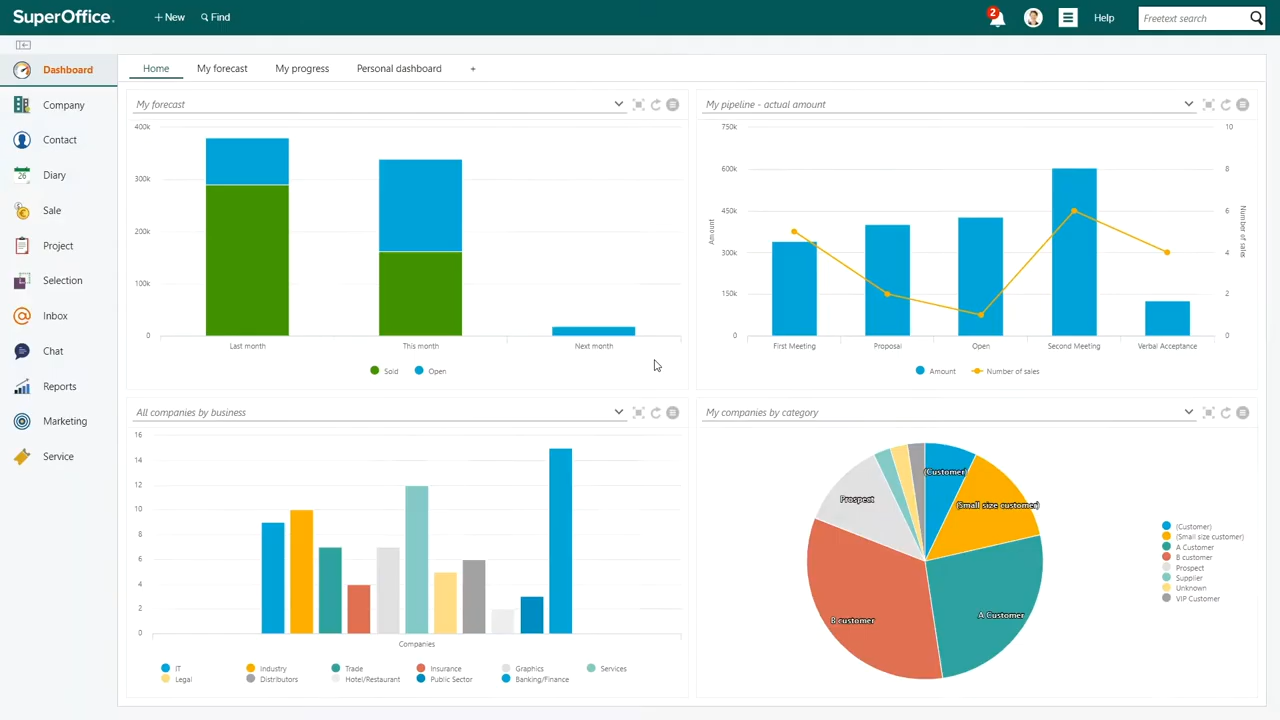 SuperOffice.
+ New
Find
2
Help
Freetext search
Dashboard
Company
Contact
26
Diary
Sale
Project
Selection
Inbox
Chat
Reports
Marketing
Service
Home
My forecast
My progress
Personal dashboard
+
My forecast
400k
300k
200k
100k
0
Last month
This month
Next month
Sold
Open
My pipeline - actual amount
750k
600k
450k
300k
150k
0
Amount
10
8
6
4
2
0
Number of sales
First Meeting
Proposal
Open
Second Meeting
Verbal Acceptance
Amount
Number of sales
All companies by business
16
14
12
10
8
6
4
2
0
Companies
IT
Industry
Trade
Insurance
Graphics
Services
Legal
Distributors
Hotel/Restaurant
Public Sector
Banking/Finance
My companies by category
(Customer)
(Small size customer)
Prospect
B customer
A Customer
(Customer)
(Small size customer)
A Customer
B customer
Prospect
Supplier
Unknown
VIP Customer